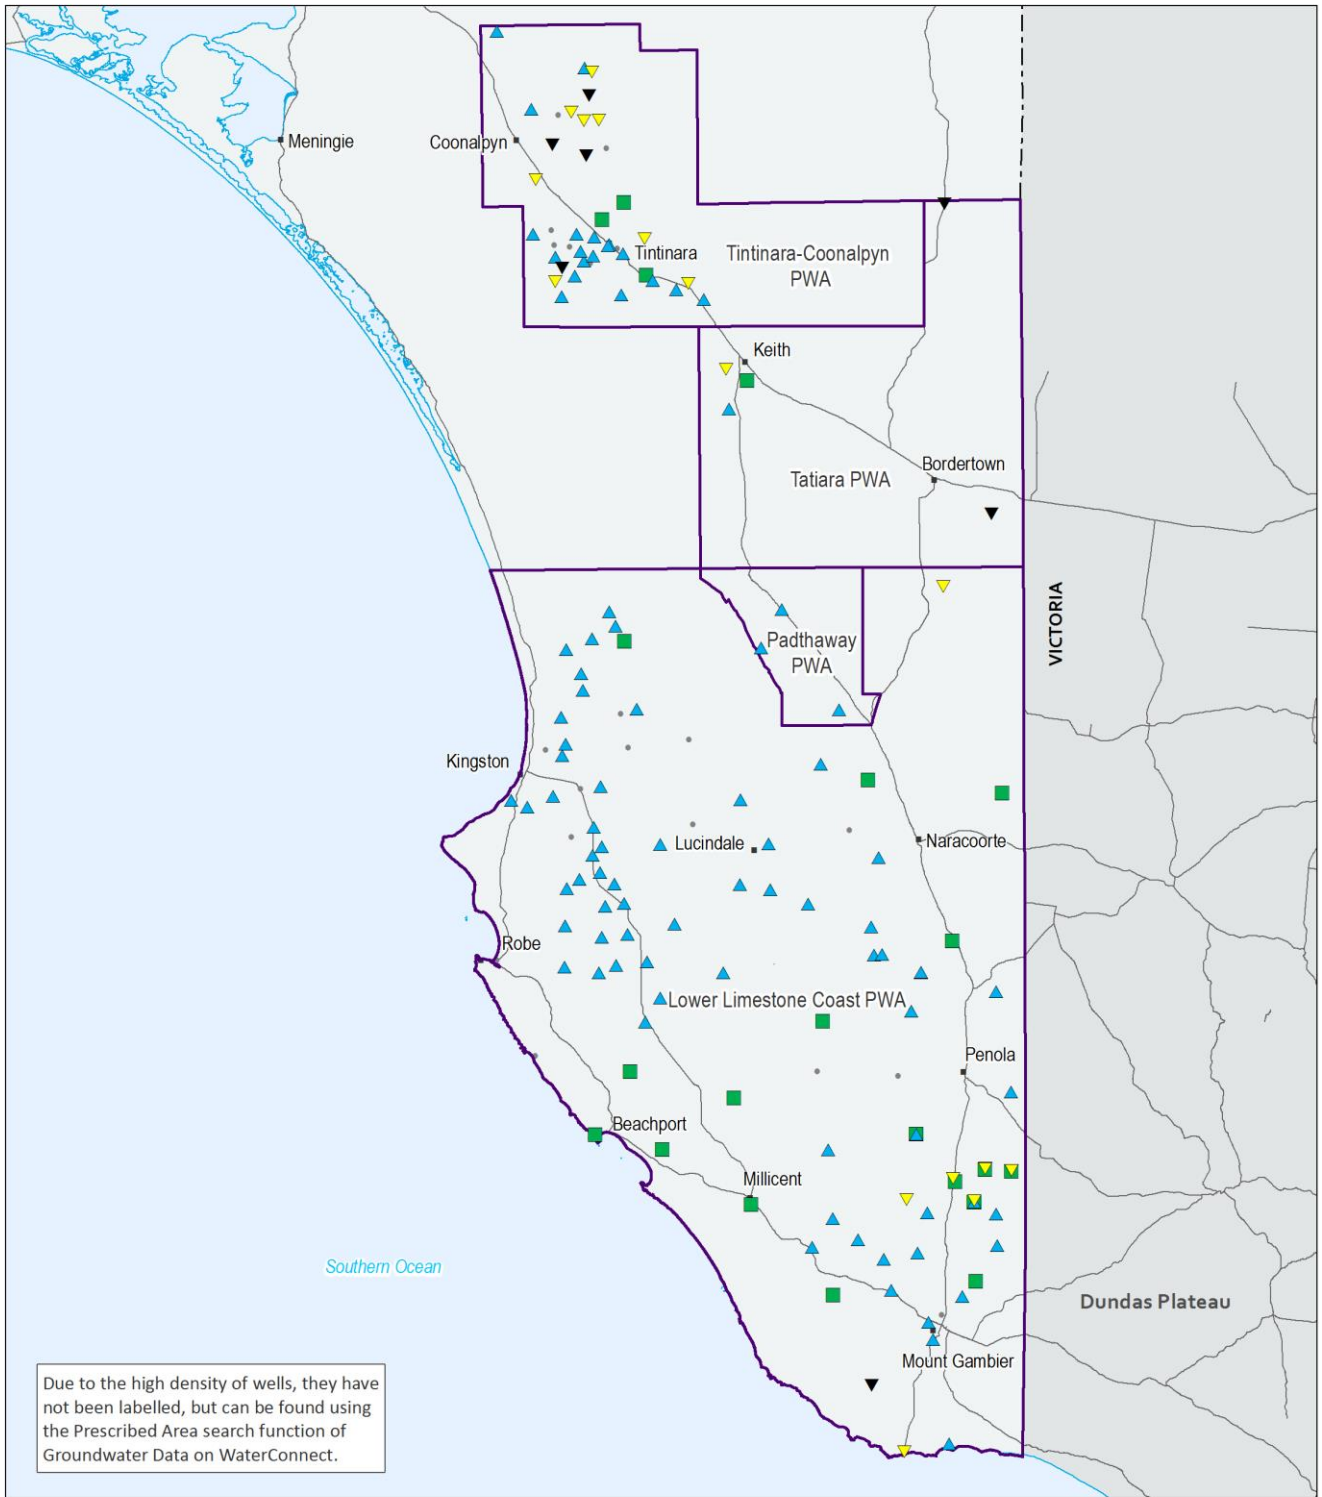 Meningie
Coonalpyn
Tintinara
Tintinara-Coonalpyn
PWA
Keith
Bordertown
Tatiara PWA
VICTORIA
Padthaway
PWA
Kingston
Lucindale
Naracoorte
Robe
Lower Limestone Coast PWA
Penola
Beachport
Millicent
Southern Ocean
Dundas Plateau
Mount Gambier
Due to the high density of wells, they have
not been labelled, but can be found using
the Prescribed Area search function of
Groundwater Data on WaterConnect.